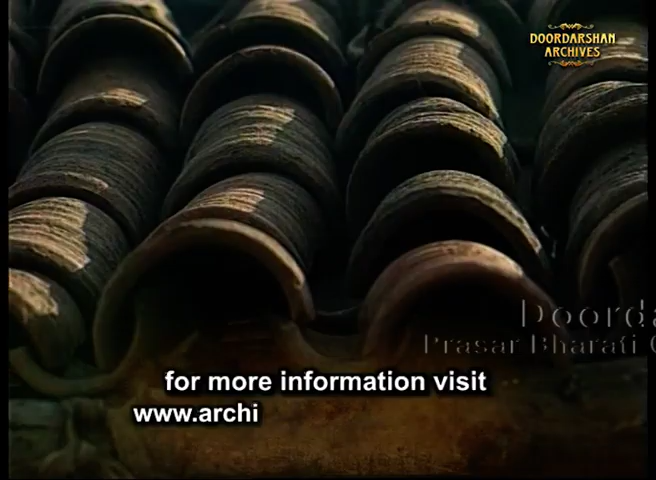 DOORDARSHAN
ARCHIVES
Doorda
Prasar Bharati
for more information visit
www.archi